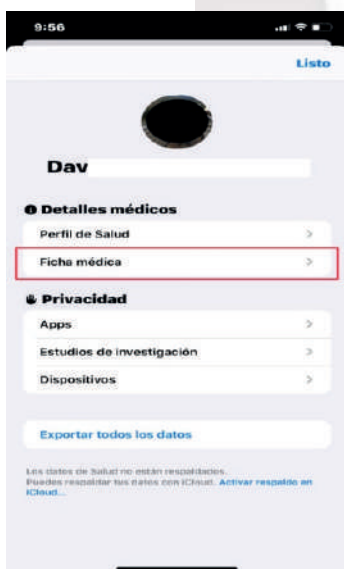 9:56
Listo
Dav
Detalles médicos
Perfil de Salud
Ficha médica
Privacidad
Apps
Estudios de investigación
Dispositivos
Exportar todos los datos
Los datos de Salud no están respaldados.
Puedes respaldar tus datos con iCloud. Activar respaldo en
iCloud...